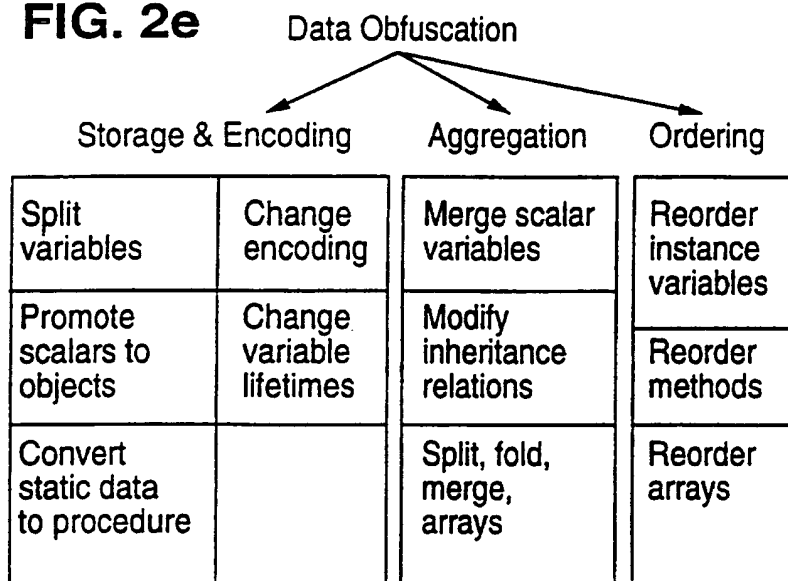 FIG. 2e
Data Obfuscation
Storage & Encoding
Aggregation
Ordering
Split
variables
Change
encoding
Merge scalar
variables
Reorder
instance
variables
Promote
scalars to
objects
Change
variable
lifetimes
Modify
inheritance
relations
Reorder
methods
Convert
static data
to procedure
Split, fold,
merge,
arrays
Reorder
arrays